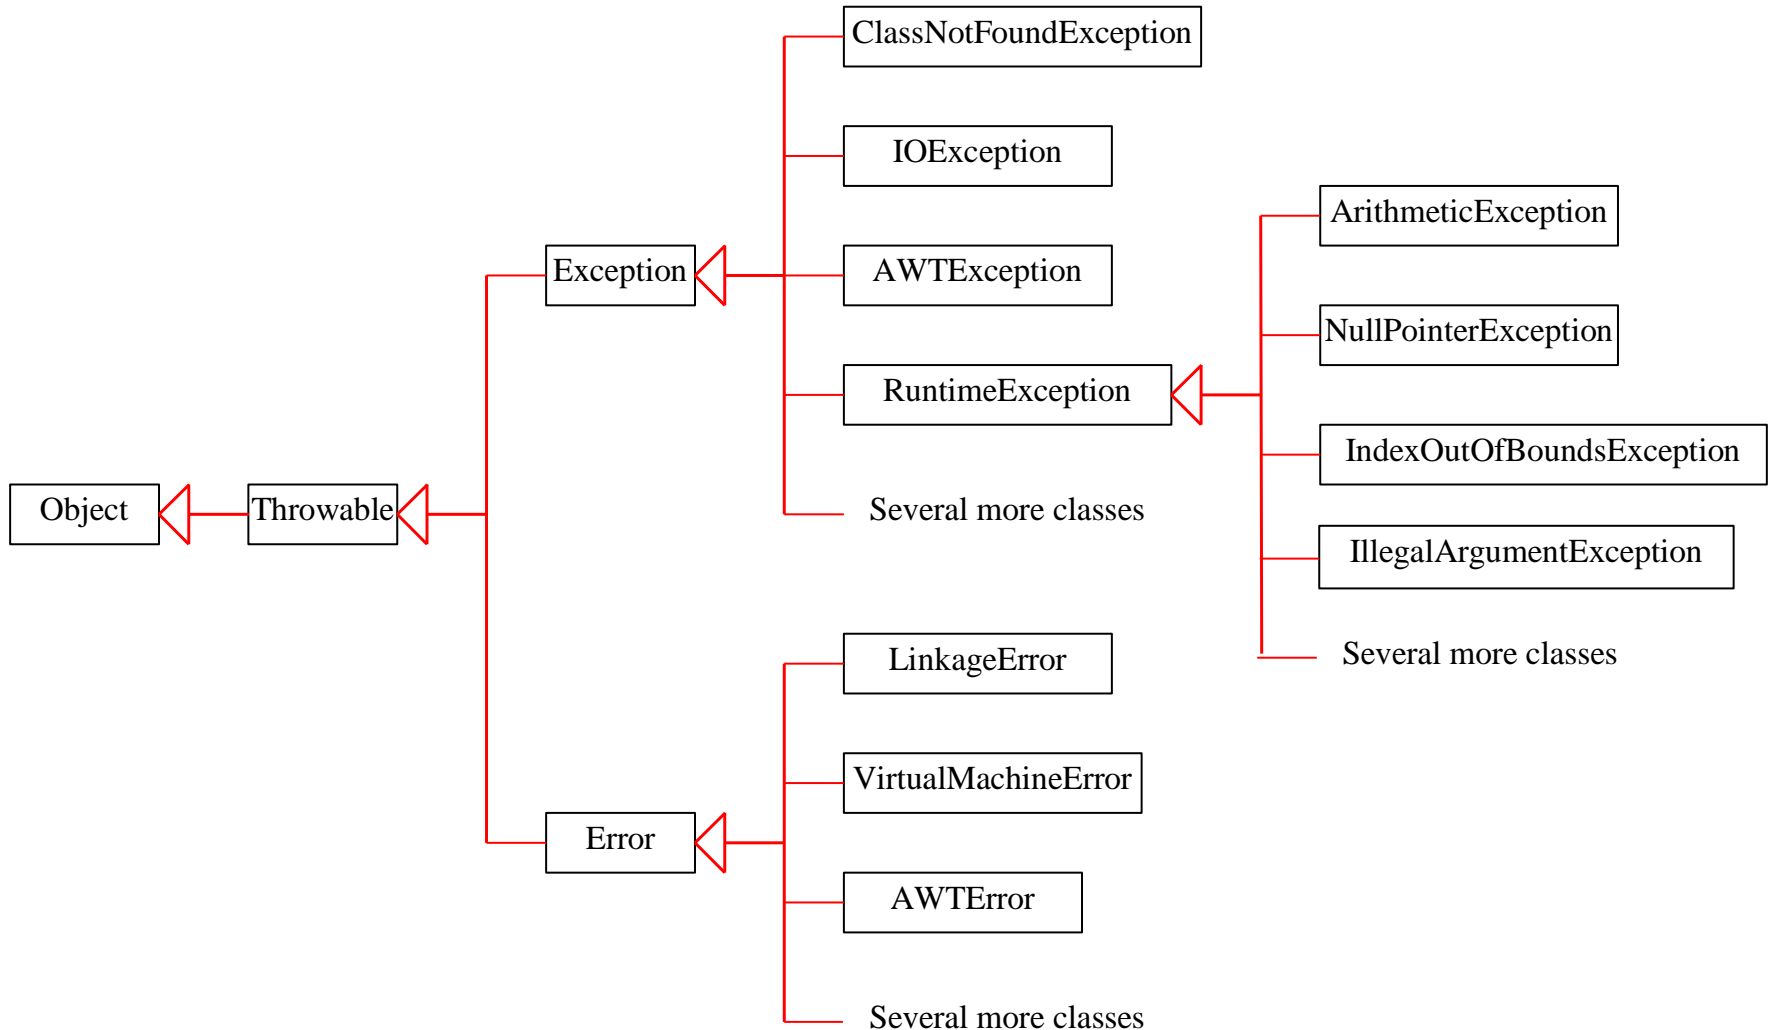 ClassNotFoundException
IOException
ArithmeticException
Exception
AWTException
NullPointerException
RuntimeException
IndexOutOfBoundsException
Object
Throwable
Several more classes
IllegalArgumentException
LinkageError
Several more classes
VirtualMachineError
Error
AWTError
Several more classes